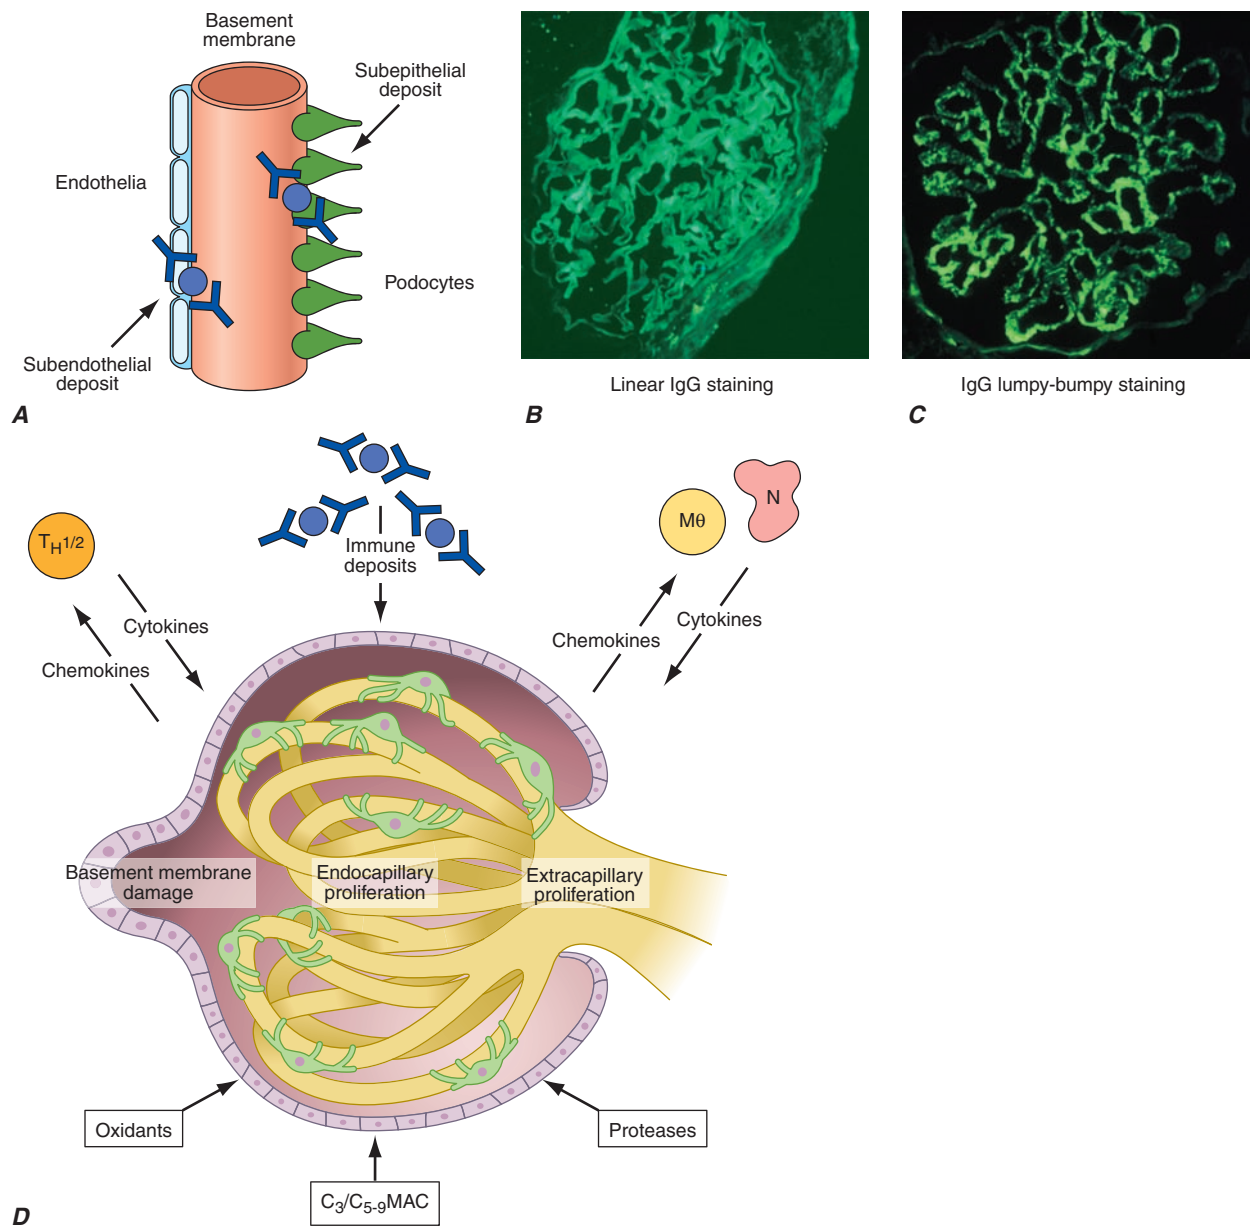 Basement
membrane
Subepithelial
deposit
Endothelia
Podocytes
Subendothelial
deposit
A
Linear IgG staining
B
IgG lumpy-bumpy staining
C
TH1/2
Cytokines
Chemokines
Immune
deposits
Mθ
N
Chemokines
Cytokines
Basement membrane
damage
Endocapillary
proliferation
Extracapillary
proliferation
Oxidants
Proteases
C3/C5-9MAC
D